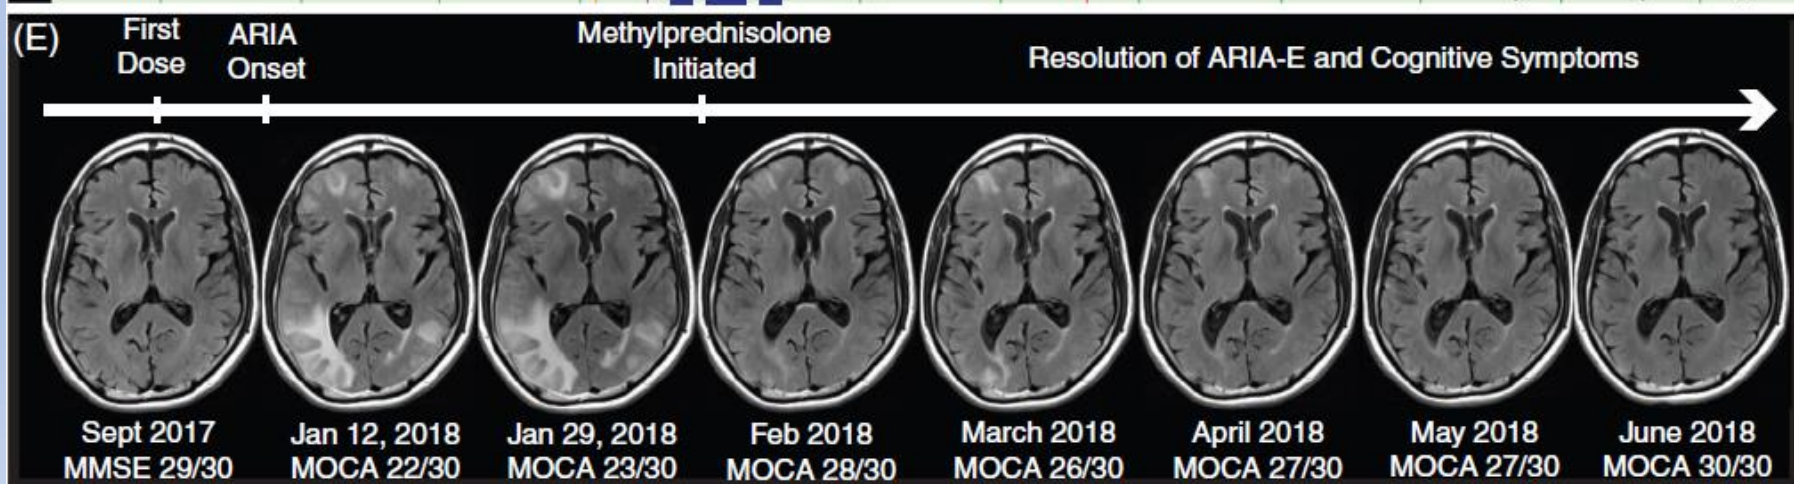 (E)
First
Dose
ARIA
Onset
Methylprednisolone
Initiated
Resolution of ARIA-E and Cognitive Symptoms
Sept 2017
MMSE 29/30
Jan 12, 2018
MOCA 22/30
Jan 29, 2018
MOCA 23/30
Feb 2018
MOCA 28/30
March 2018
MOCA 26/30
April 2018
MOCA 27/30
May 2018
MOCA 27/30
June 2018
MOCA 30/30